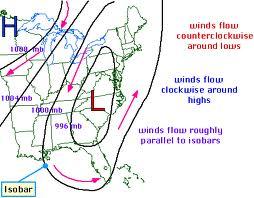 H
1008 mb
1004 mb
1000 mb
996 mb
L
Isobar
winds flow
counterclockwise
around lows
winds flow
clockwise around
highs
winds flow roughly
parallel to isobars